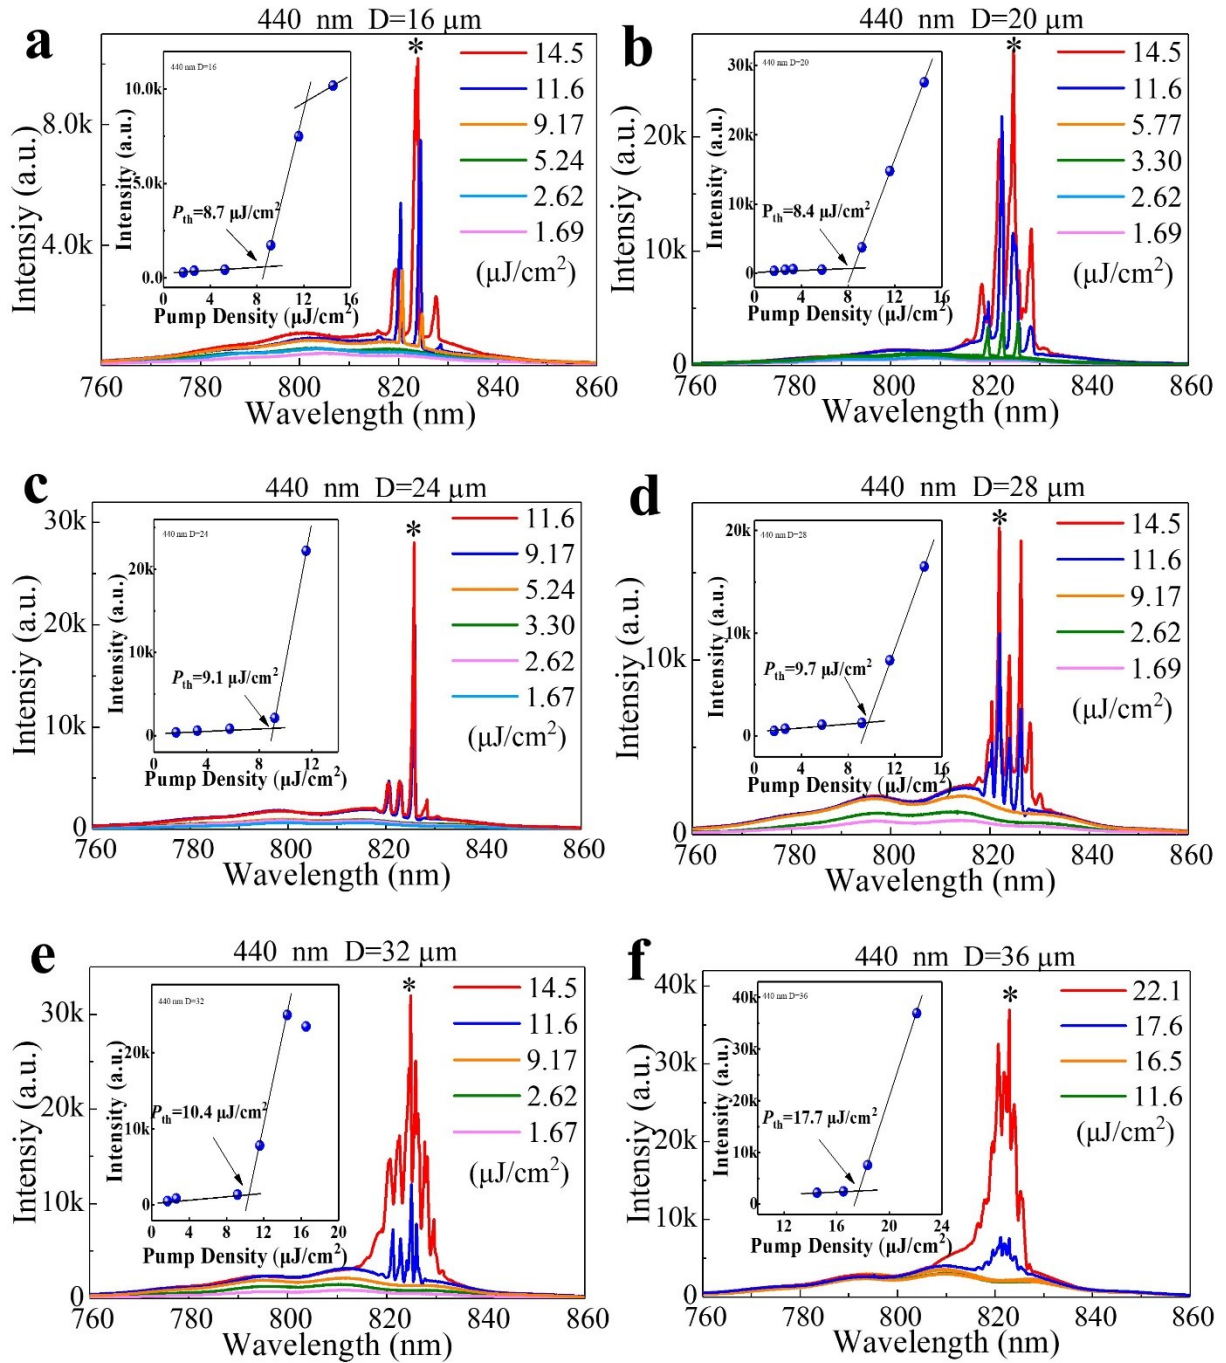 a
440 nm D=16 μm
*
14.5
11.6
9.17
5.24
2.62
1.69
(μJ/cm²)
440 nm D=16
10.0k
5.0k
0.0
Intensity (a.u.)
Pth=8.7 μJ/cm²
0 4 8 12 16
Pump Density (μJ/cm²)
8.0k
4.0k
Intensiy (a.u.)
760 780 800 820 840 860
Wavelength (nm)
b
440 nm D=20 μm
*
14.5
11.6
5.77
3.30
2.62
1.69
(μJ/cm²)
440 nm D=20
30k
20k
10k
0
Intensity (a.u.)
Pth=8.4 μJ/cm²
0 4 8 12 16
Pump Density (μJ/cm²)
20k
10k
0
Intensiy (a.u.)
760 780 800 820 840 860
Wavelength (nm)
c
440 nm D=24 μm
*
11.6
9.17
5.24
3.30
2.62
1.67
(μJ/cm²)
440 nm D=24
20k
10k
0
Intensity (a.u.)
Pth=9.1 μJ/cm²
0 4 8 12
Pump Density (μJ/cm²)
30k
20k
10k
0
Intensiy (a.u.)
760 780 800 820 840 860
Wavelength (nm)
d
440 nm D=28 μm
*
14.5
11.6
9.17
2.62
1.69
(μJ/cm²)
440 nm D=28
20k
10k
0
Intensity (a.u.)
Pth=9.7 μJ/cm²
0 4 8 12 16
Pump Density (μJ/cm²)
10k
0
Intensiy (a.u.)
760 780 800 820 840 860
Wavelength (nm)
e
440 nm D=32 μm
*
14.5
11.6
9.17
2.62
1.67
(μJ/cm²)
440 nm D=32
20k
10k
0
Intensity (a.u.)
Pth=10.4 μJ/cm²
0 4 8 12 16 20
Pump Density (μJ/cm²)
30k
20k
10k
0
Intensiy (a.u.)
760 780 800 820 840 860
Wavelength (nm)
f
440 nm D=36 μm
*
22.1
17.6
16.5
11.6
(μJ/cm²)
440 nm D=36
40k
30k
20k
10k
0
Intensity (a.u.)
Pth=17.7 μJ/cm²
12 16 20 24
Pump Density (μJ/cm²)
40k
30k
20k
10k
0
Intensiy (a.u.)
760 780 800 820 840 860
Wavelength (nm)